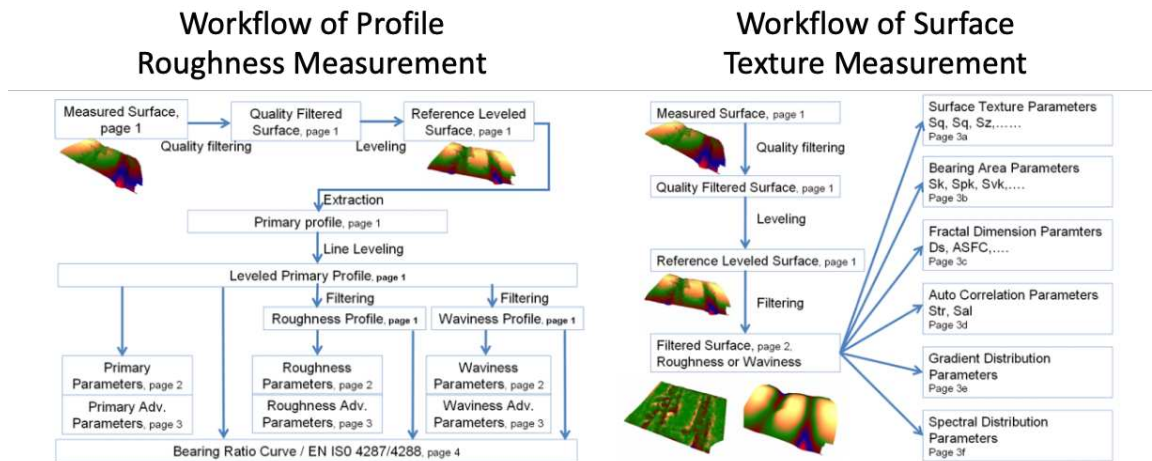 Workflow of Profile
Roughness Measurement
Measured Surface,
page 1
Quality Filtered
Surface, page 1
Reference Leveled
Surface, page 1
Quality filtering
Leveling
Extraction
Primary profile, page 1
Line Leveling
Leveled Primary Profile, page 1
Filtering
Filtering
Roughness Profile, page 1
Waviness Profile, page 1
Primary
Parameters, page 2
Roughness
Parameters, page 2
Waviness
Parameters, page 2
Primary Adv.
Parameters, page 3
Roughness Adv.
Parameters, page 3
Waviness Adv.
Parameters, page 3
Bearing Ratio Curve / EN IS0 4287/4288, page 4
Workflow of Surface
Texture Measurement
Measured Surface, page 1
Quality filtering
Quality Filtered Surface, page 1
Leveling
Reference Leveled Surface, page 1
Filtering
Filtered Surface, page 2,
Roughness or Waviness
Surface Texture Parameters
Sq, Sq, Sz,......
Page 3a
Bearing Area Parameters
Sk, Spk, Svk,....
Page 3b
Fractal Dimension Paramters
Ds, ASFC,....
Page 3c
Auto Correlation Parameters
Str, Sal
Page 3d
Gradient Distribution
Parameters
Page 3e
Spectral Distribution
Parameters
Page 3f